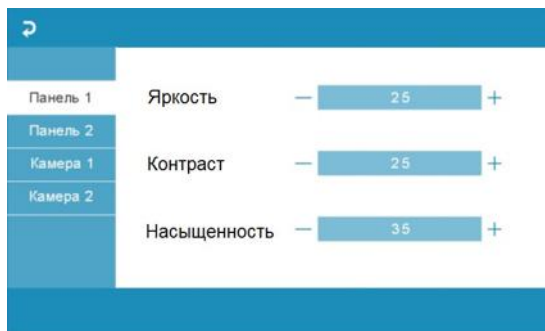 Панель 1
Панель 2
Камера 1
Камера 2
Яркость — 25 +
Контраст — 25 +
Насыщенность — 35 +